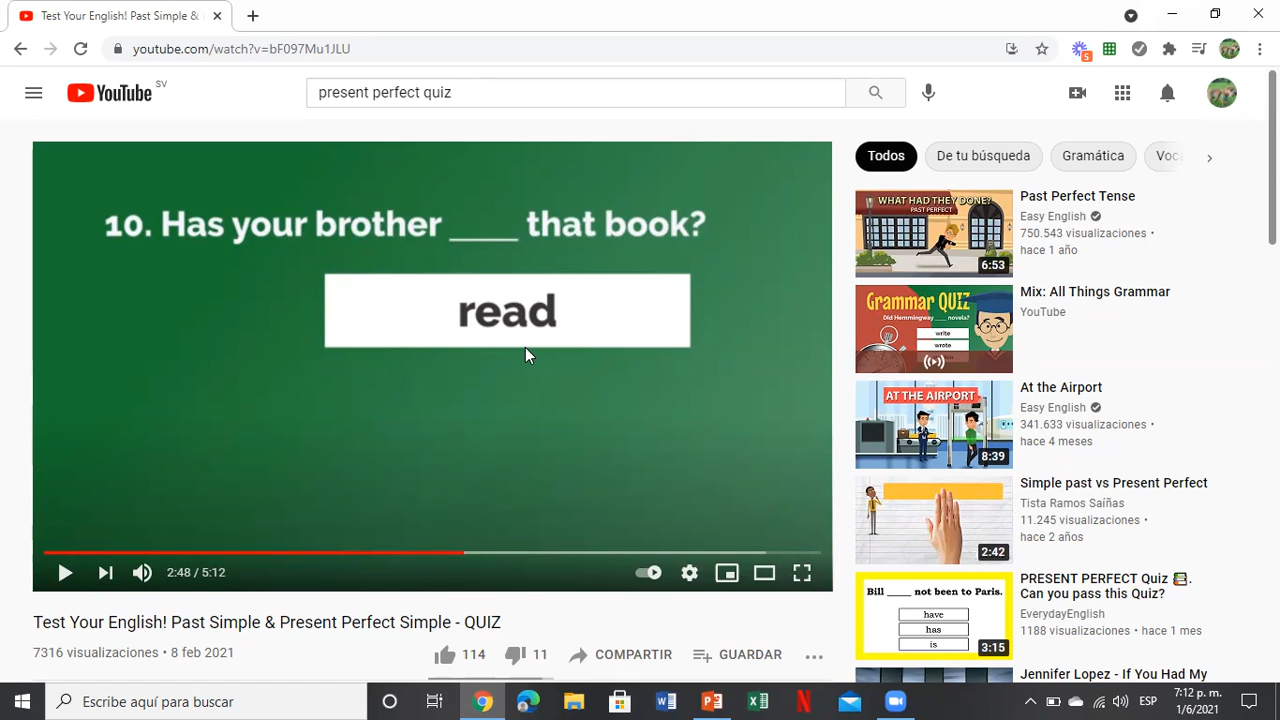 Test Your English! Past Simple &
youtube.com/watch?v=bF097Mu1JLU
5
YouTube SV
present perfect quiz
10. Has your brother ____ that book?
read
2:48 / 5:12
Test Your English! Past Simple & Present Perfect Simple - QUIZ
7316 visualizaciones • 8 feb 2021
114
11
COMPARTIR
GUARDAR
Todos
De tu búsqueda
Gramática
Voc
WHAT HAD THEY DONE?
PAST PERFECT
6:53
Past Perfect Tense
Easy English
750.543 visualizaciones •
hace 1 año
Grammar QUIZ
Did Hemmingway ____ novels?
write
wrote
Mix: All Things Grammar
YouTube
AT THE AIRPORT
8:39
At the Airport
Easy English
341.633 visualizaciones •
hace 4 meses
2:42
Simple past vs Present Perfect
Tista Ramos Saíñas
11.245 visualizaciones •
hace 2 años
Bill ____ not been to Paris.
have
has
is
3:15
PRESENT PERFECT Quiz 📚.
Can you pass this Quiz?
EverydayEnglish
1188 visualizaciones • hace 1 mes
Jennifer Lopez - If You Had My
Escribe aquí para buscar
ESP
7:12 p. m.
1/6/2021